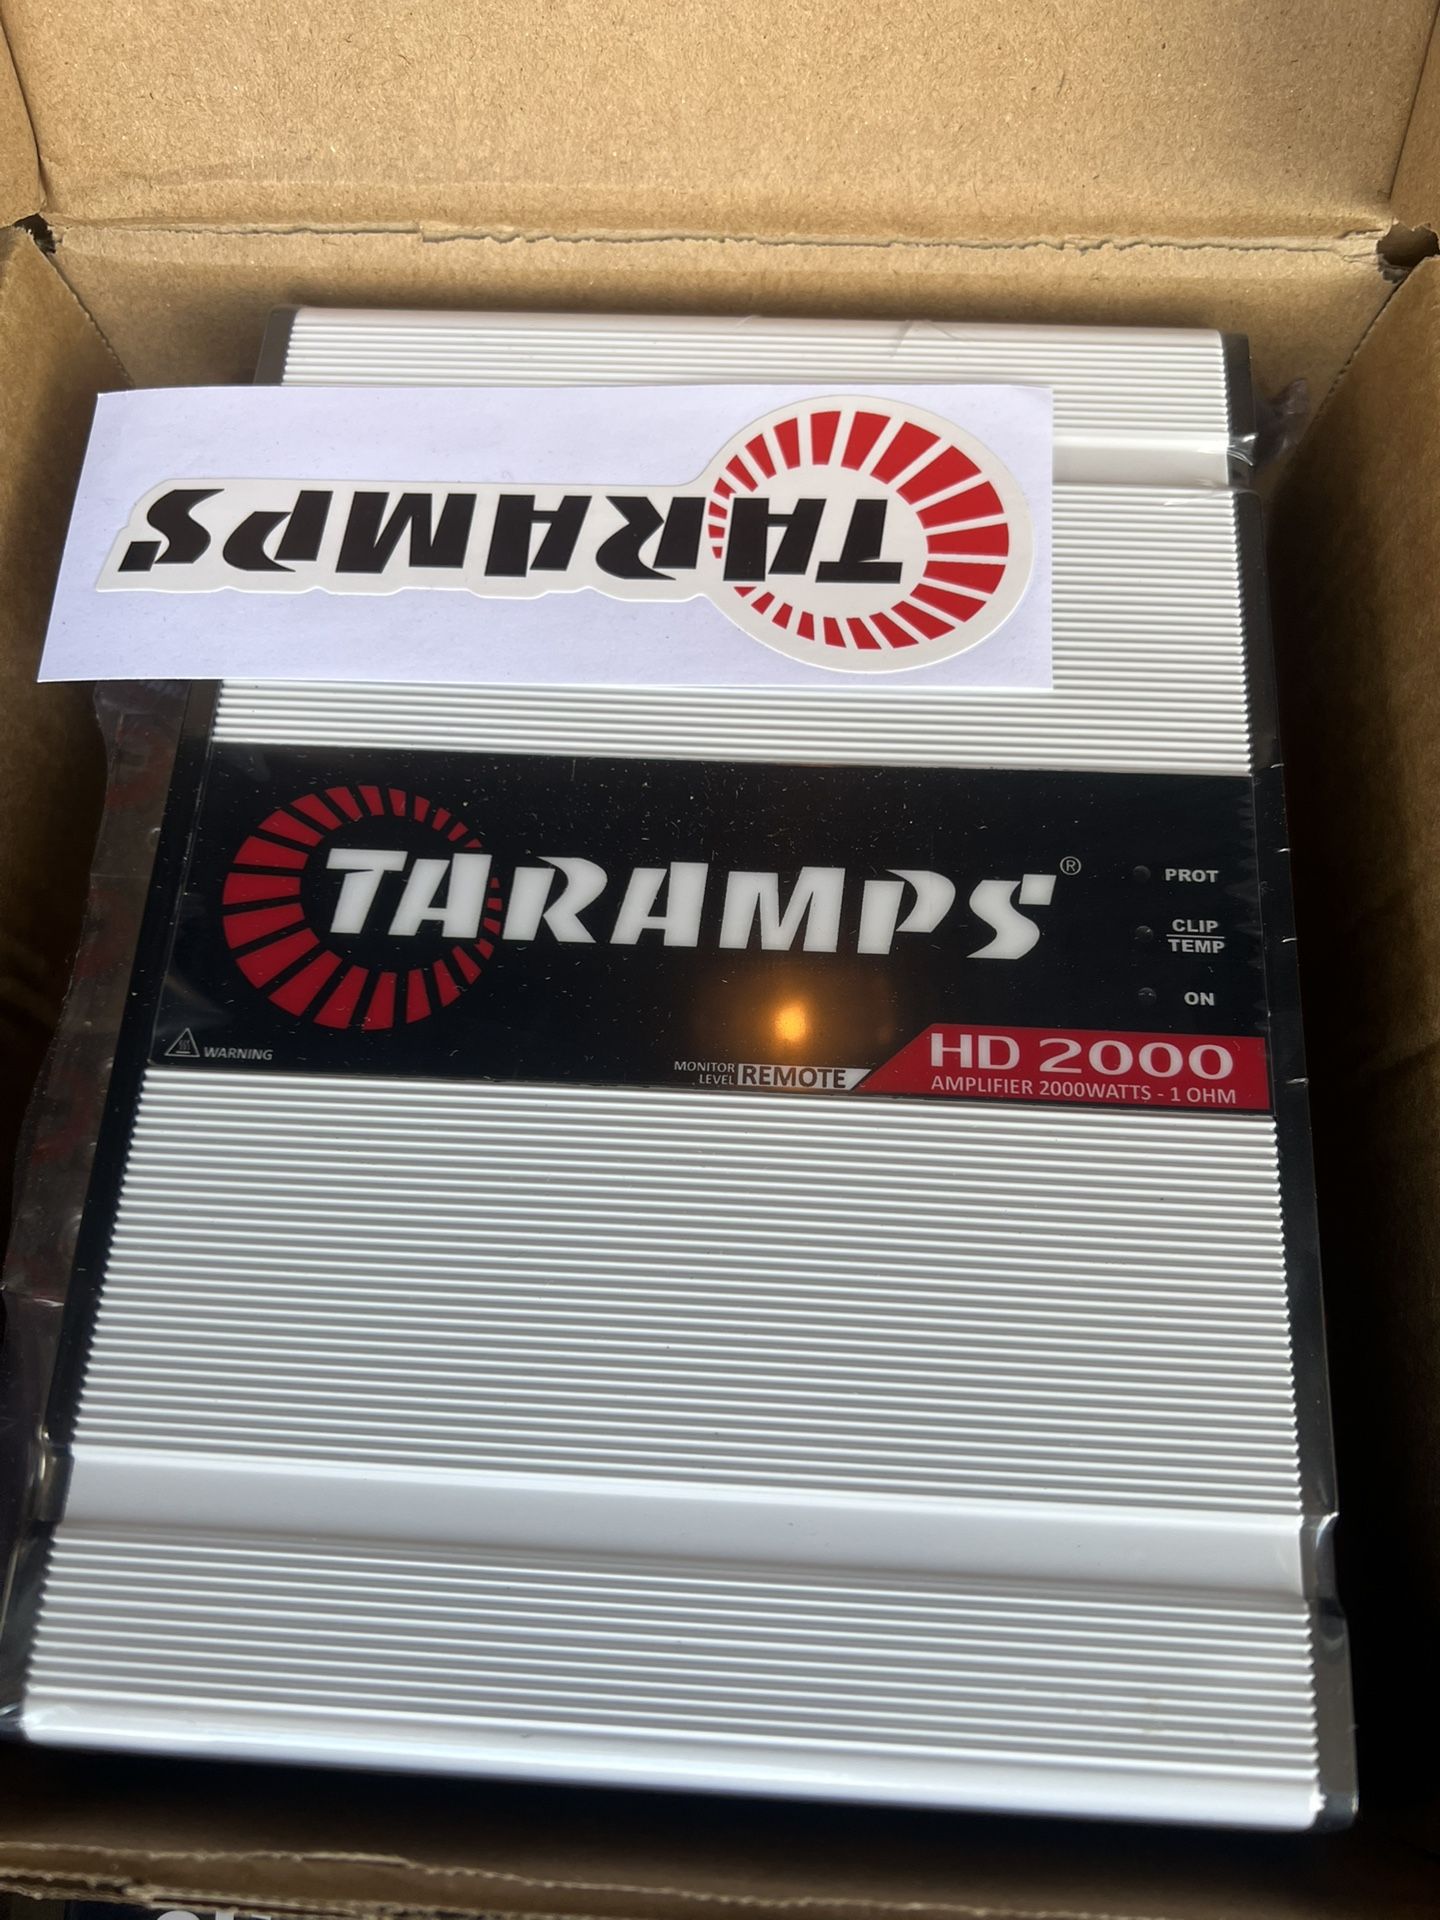 TARAMPS
TARAMPS®
PROT
CLIP
TEMP
ON
WARNING
MONITOR
LEVEL REMOTE
HD 2000
AMPLIFIER 2000WATTS - 1 OHM